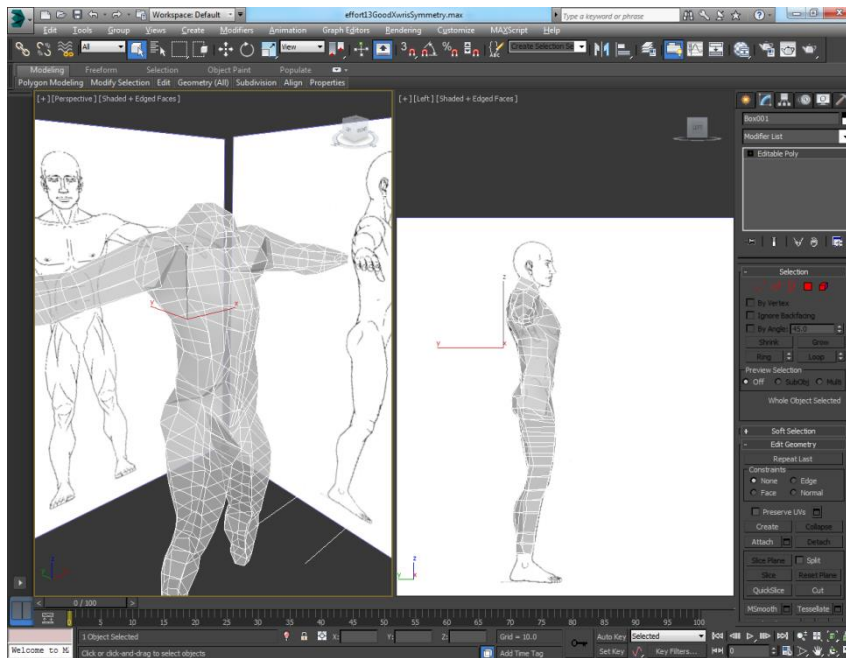 Workspace: Default
effort13GoodXwrisSymmetry.max
Type a keyword or phrase
Edit Tools Group Views Create Modifiers Animation Graph Editors Rendering Customize MAXScript Help
All View Create Selection Se
Modeling Freeform Selection Object Paint Populate
Polygon Modeling Modify Selection Edit Geometry (All) Subdivision Align Properties
[+] [Perspective] [Shaded + Edged Faces]
[+] [Left] [Shaded + Edged Faces]
Box001
Modifier List
Editable Poly
Selection
By Vertex
Ignore Backfacing
By Angle: 45.0
Shrink Grow
Ring Loop
Preview Selection
Off SubObj Multi
Whole Object Selected
Soft Selection
Edit Geometry
Repeat Last
Constraints
None Edge
Face Normal
Preserve UVs
Create Collapse
Attach Detach
Slice Plane Split
Slice Reset Plane
QuickSlice Cut
MSmooth Tessellate
0 / 100
0 5 10 15 20 25 30 35 40 45 50 55 60 65 70 75 80 85 90 95 100
1 Object Selected X: Y: Z: Grid = 10.0 Auto Key Selected
Welcome to M Click or click-and-drag to select objects Add Time Tag Set Key Key Filters... 0